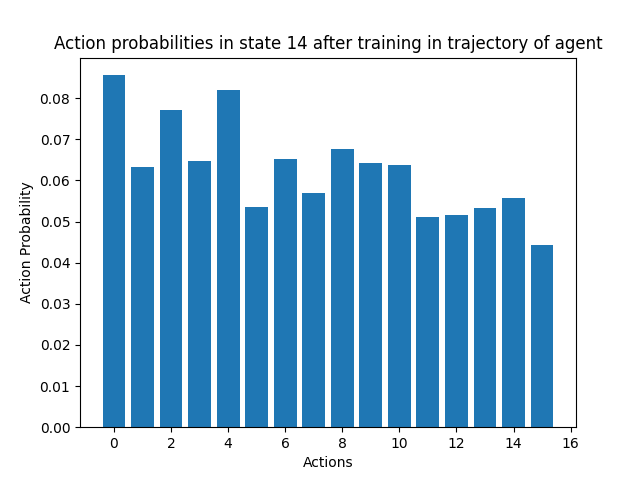 Action probabilities in state 14 after training in trajectory of agent
0.08
0.07
0.06
0.05
0.04
0.03
0.02
0.01
0.00
Action Probability
0 2 4 6 8 10 12 14 16
Actions